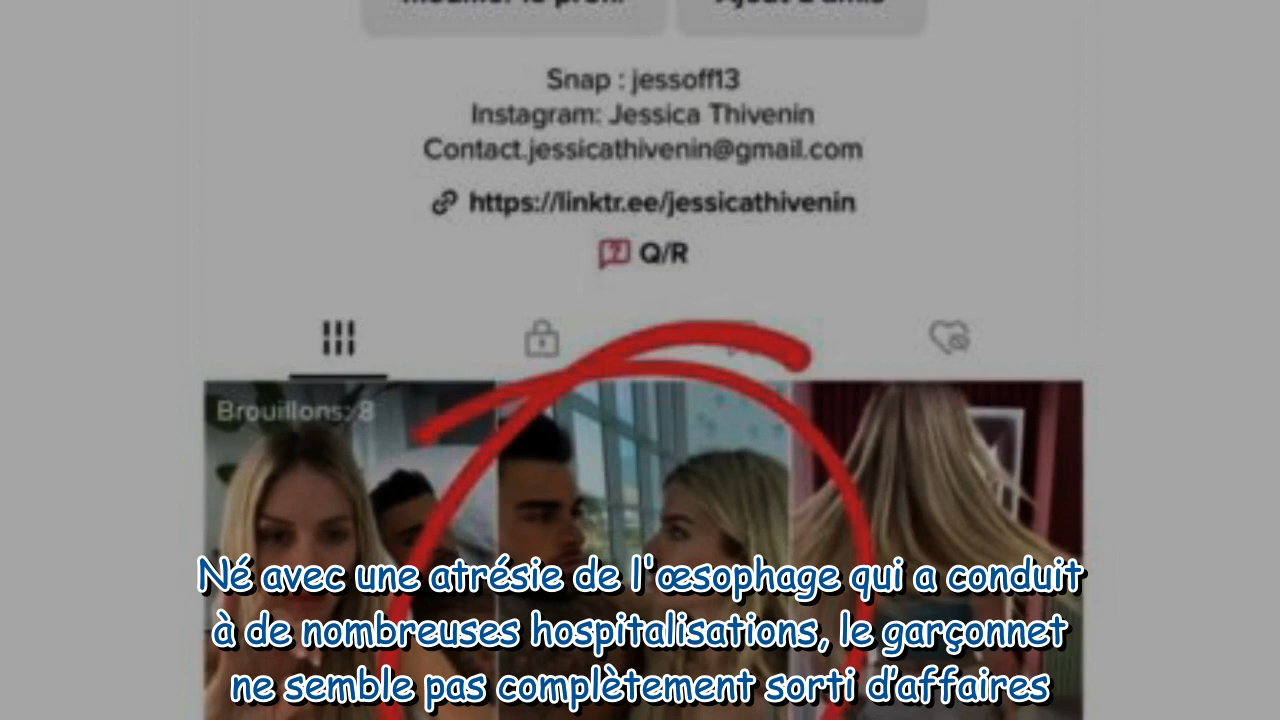 Snap : jessoff13
Instagram: Jessica Thivenin
Contact.jessicathivenin@gmail.com
https://linktr.ee/jessicathivenin
Q/R
Brouillons: 8
Né avec une atrésie de l'œsophage qui a conduit
à de nombreuses hospitalisations, le garçonnet
ne semble pas complètement sorti d’affaires